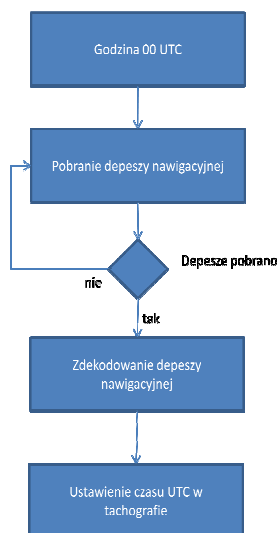 Godzina 00 UTC
Pobranie depeszy nawigacyjnej
Depesze pobrano
nie
tak
Zdekodowanie depeszy
nawigacyjnej
Ustawienie czasu UTC w
tachografie